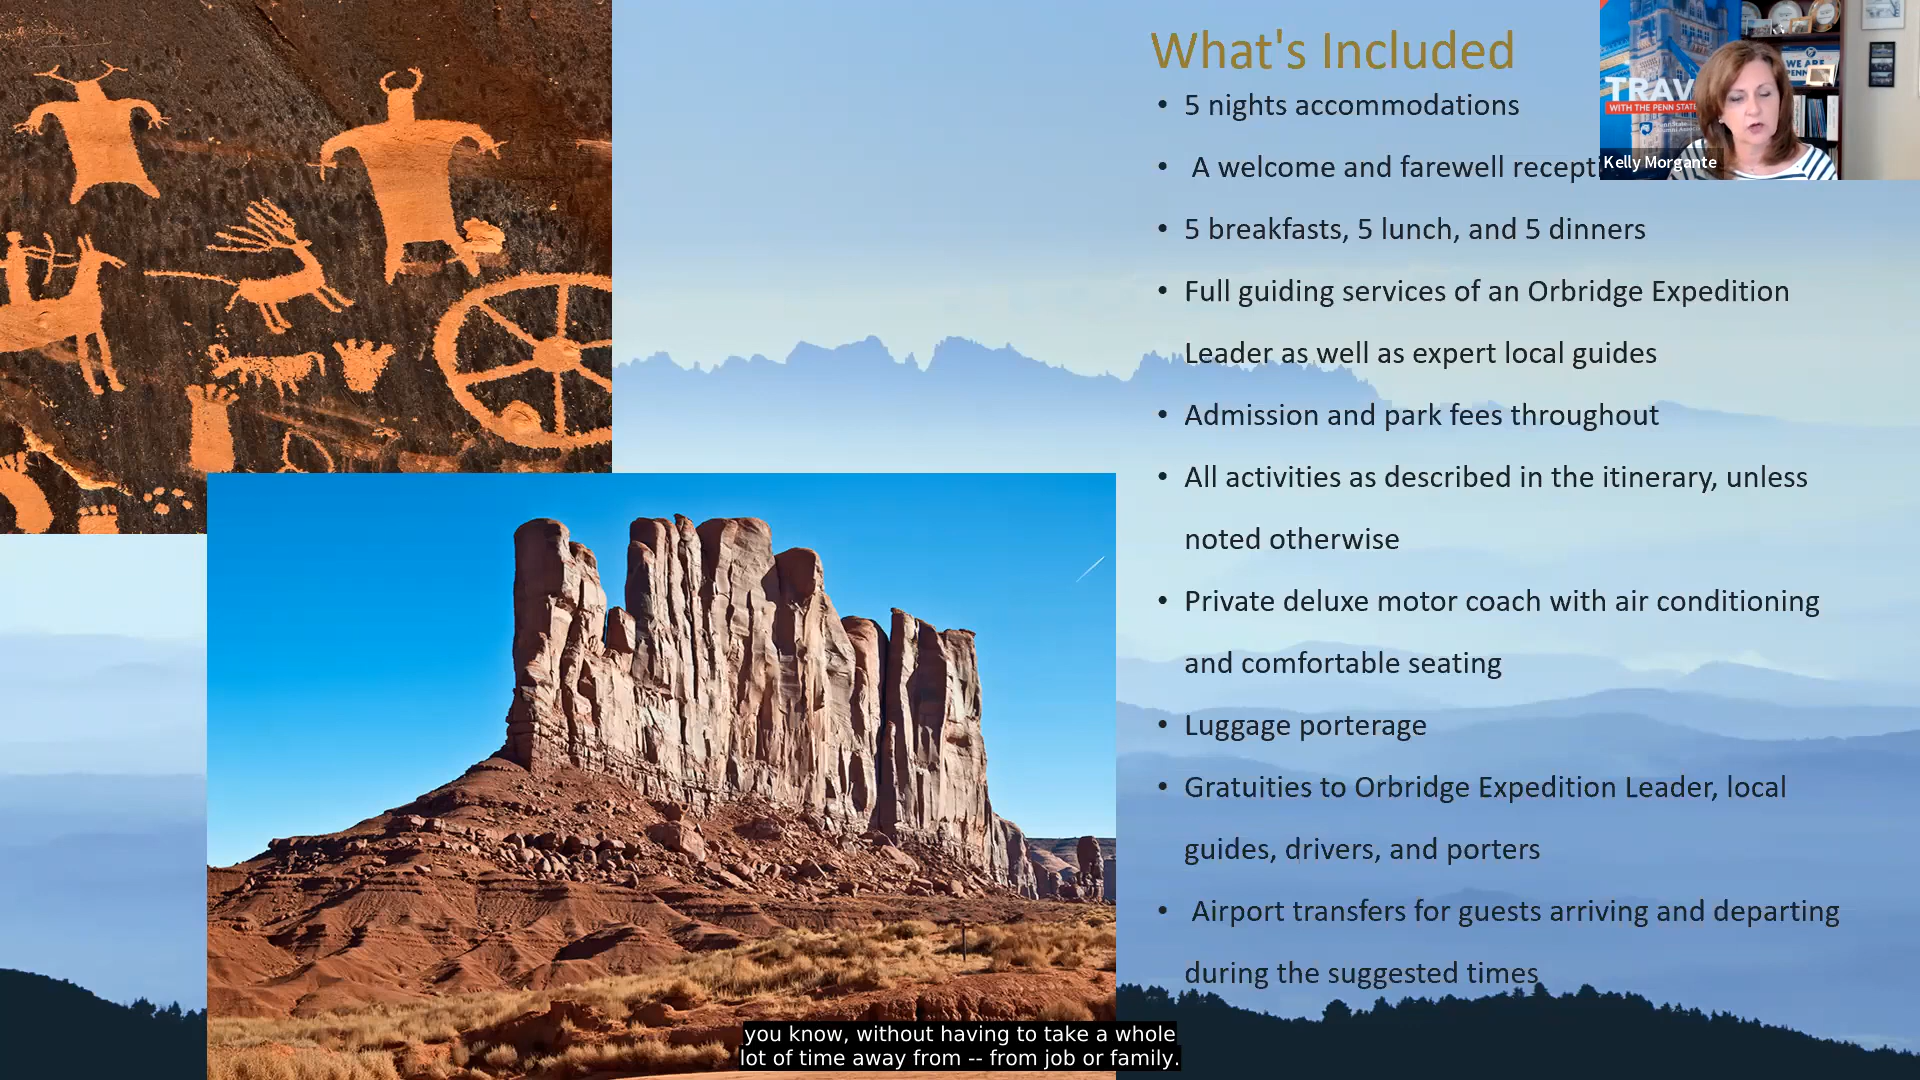 What's Included
• 5 nights accommodations
• A welcome and farewell
• 5 breakfasts, 5 lunch, and 5 dinners
• Full guiding services of an Orbridge Expedition
Leader as well as expert local guides
• Admission and park fees throughout
• All activities as described in the itinerary, unless
noted otherwise
• Private deluxe motor coach with air conditioning
and comfortable seating
• Luggage porterage
• Gratuities to Orbridge Expedition Leader, local
guides, drivers, and porters
• Airport transfers for guests arriving and departing
during the suggested times
TRAV
WITH THE PENN STATE
WE ARE
Kelly Morgante
you know, without having to take a whole
lot of time away from -- from job or family.